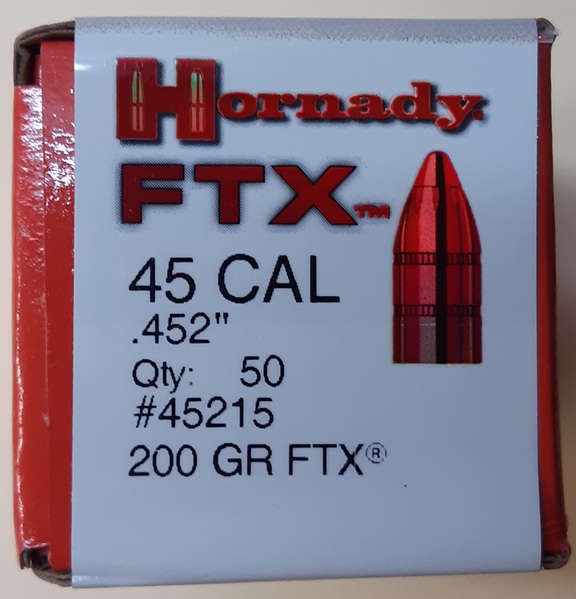 Hornady®
FTX™
45 CAL
.452"
Qty: 50
#45215
200 GR FTX®